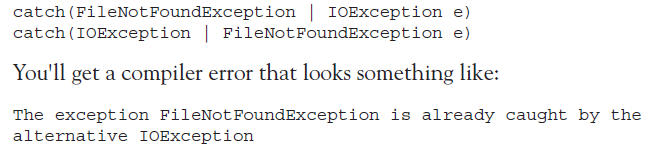 catch(FileNotFoundException | IOException e)
catch(IOException | FileNotFoundException e)
You'll get a compiler error that looks something like:
The exception FileNotFoundException is already caught by the
alternative IOException